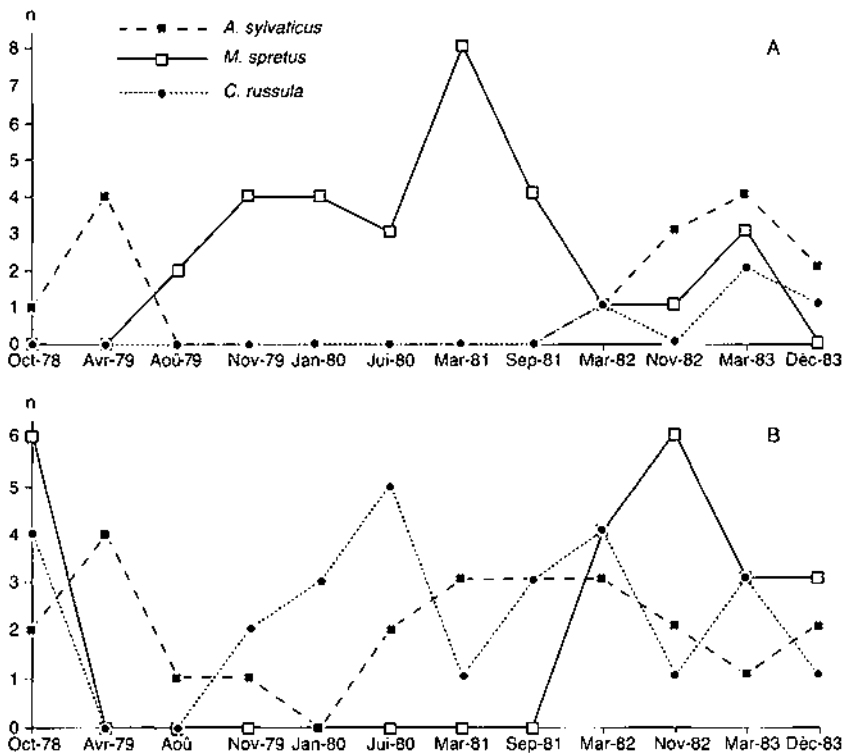 n
A. sylvaticus
M. spretus
C. russula
A
8
7
6
5
4
3
2
1
0
Oct-78 Avr-79 Aoû-79 Nov-79 Jan-80 Jui-80 Mar-81 Sep-81 Mar-82 Nov-82 Mar-83 Déc-83
n
B
6
5
4
3
2
1
0
Oct-78 Avr-79 Aoû Nov-79 Jan-80 Jui-80 Mar-81 Sep-81 Mar-82 Nov-82 Mar-83 Déc-83